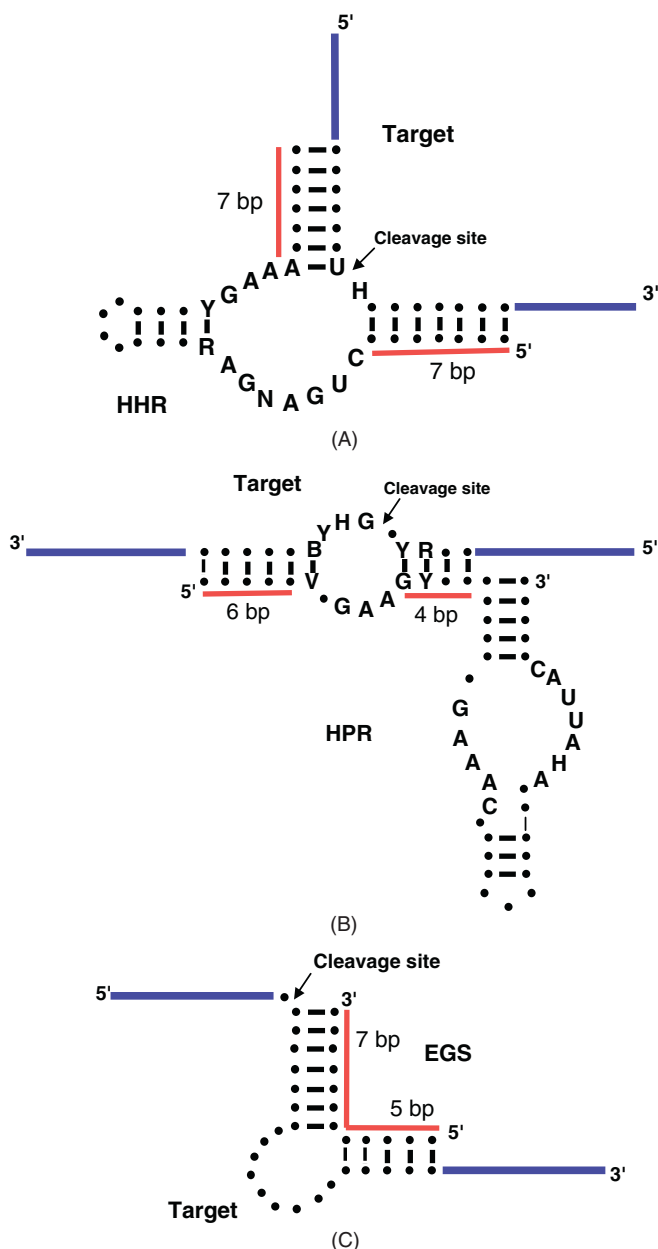 5'
Target
7 bp
Cleavage site
A G A A A U
Y H 3'
R C 5'
A G N A G U
7 bp
HHR
(A)
Target
Cleavage site
3' B Y H G Y R 5'
5' V G A A G Y 3'
6 bp
4 bp
C A U U A H A
G A A A C
HPR
(B)
Cleavage site
5'
3'
7 bp
EGS
5 bp
5'
3'
Target
(C)